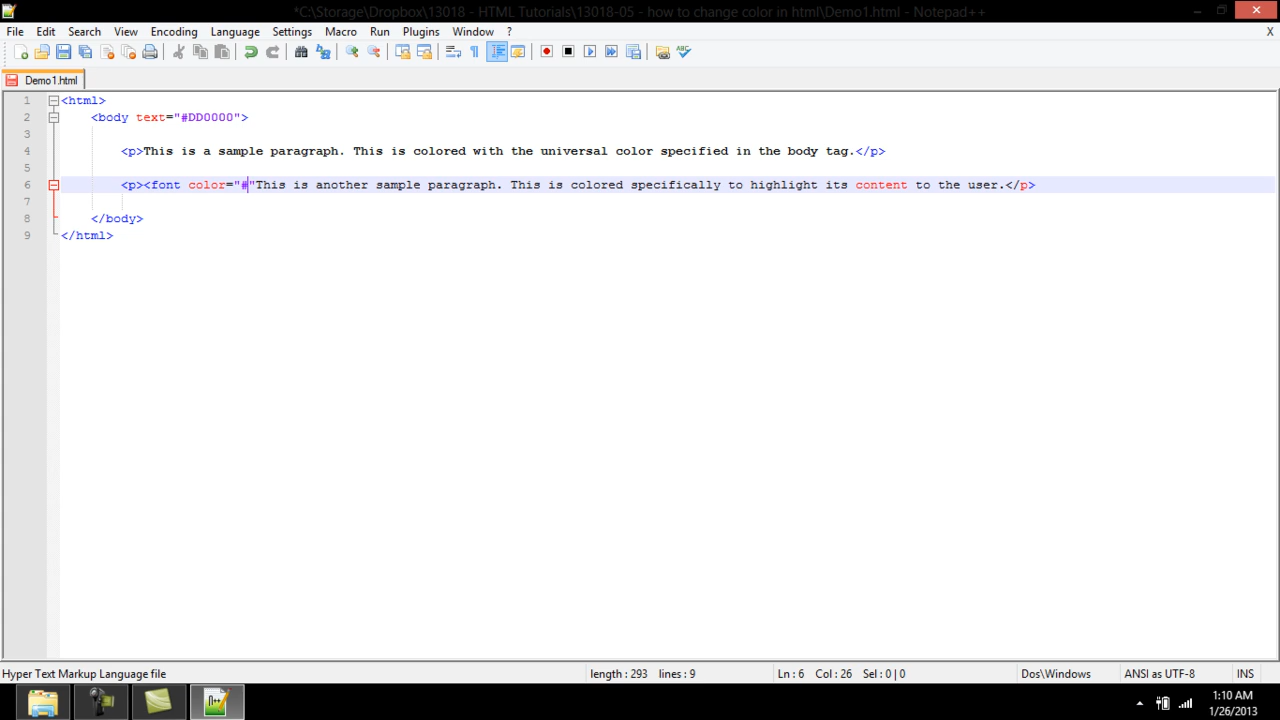 *C:\Storage\Dropbox\13018 - HTML Tutorials\13018-05 - how to change color in html\Demo1.html - Notepad++
File Edit Search View Encoding Language Settings Macro Run Plugins Window ? X
Demo1.html
1 <html>
2 <body text="#DD0000">
3
4 <p>This is a sample paragraph. This is colored with the universal color specified in the body tag.</p>
5
6 <p><font color="#"This is another sample paragraph. This is colored specifically to highlight its content to the user.</p>
7
8 </body>
9 </html>
Hyper Text Markup Language file length : 293 lines : 9 Ln : 6 Col : 26 Sel : 0 | 0 Dos\Windows ANSI as UTF-8 INS
1:10 AM
1/26/2013